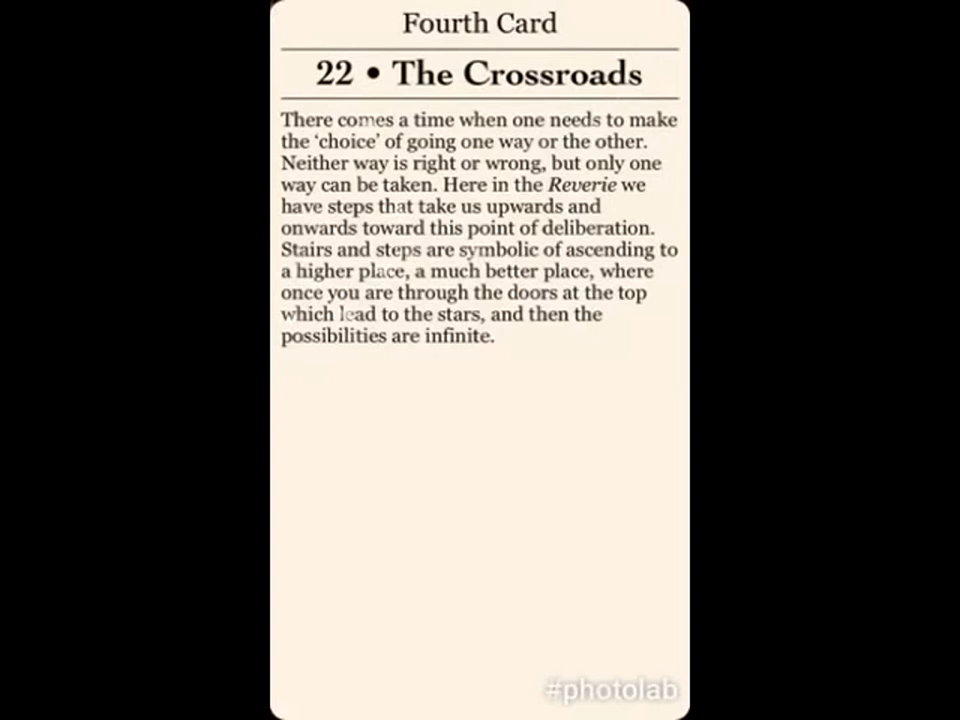 Fourth Card
22 • The Crossroads
There comes a time when one needs to make
the ‘choice’ of going one way or the other.
Neither way is right or wrong, but only one
way can be taken. Here in the Reverie we
have steps that take us upwards and
onwards toward this point of deliberation.
Stairs and steps are symbolic of ascending to
a higher place, a much better place, where
once you are through the doors at the top
which lead to the stars, and then the
possibilities are infinite.
#photolab